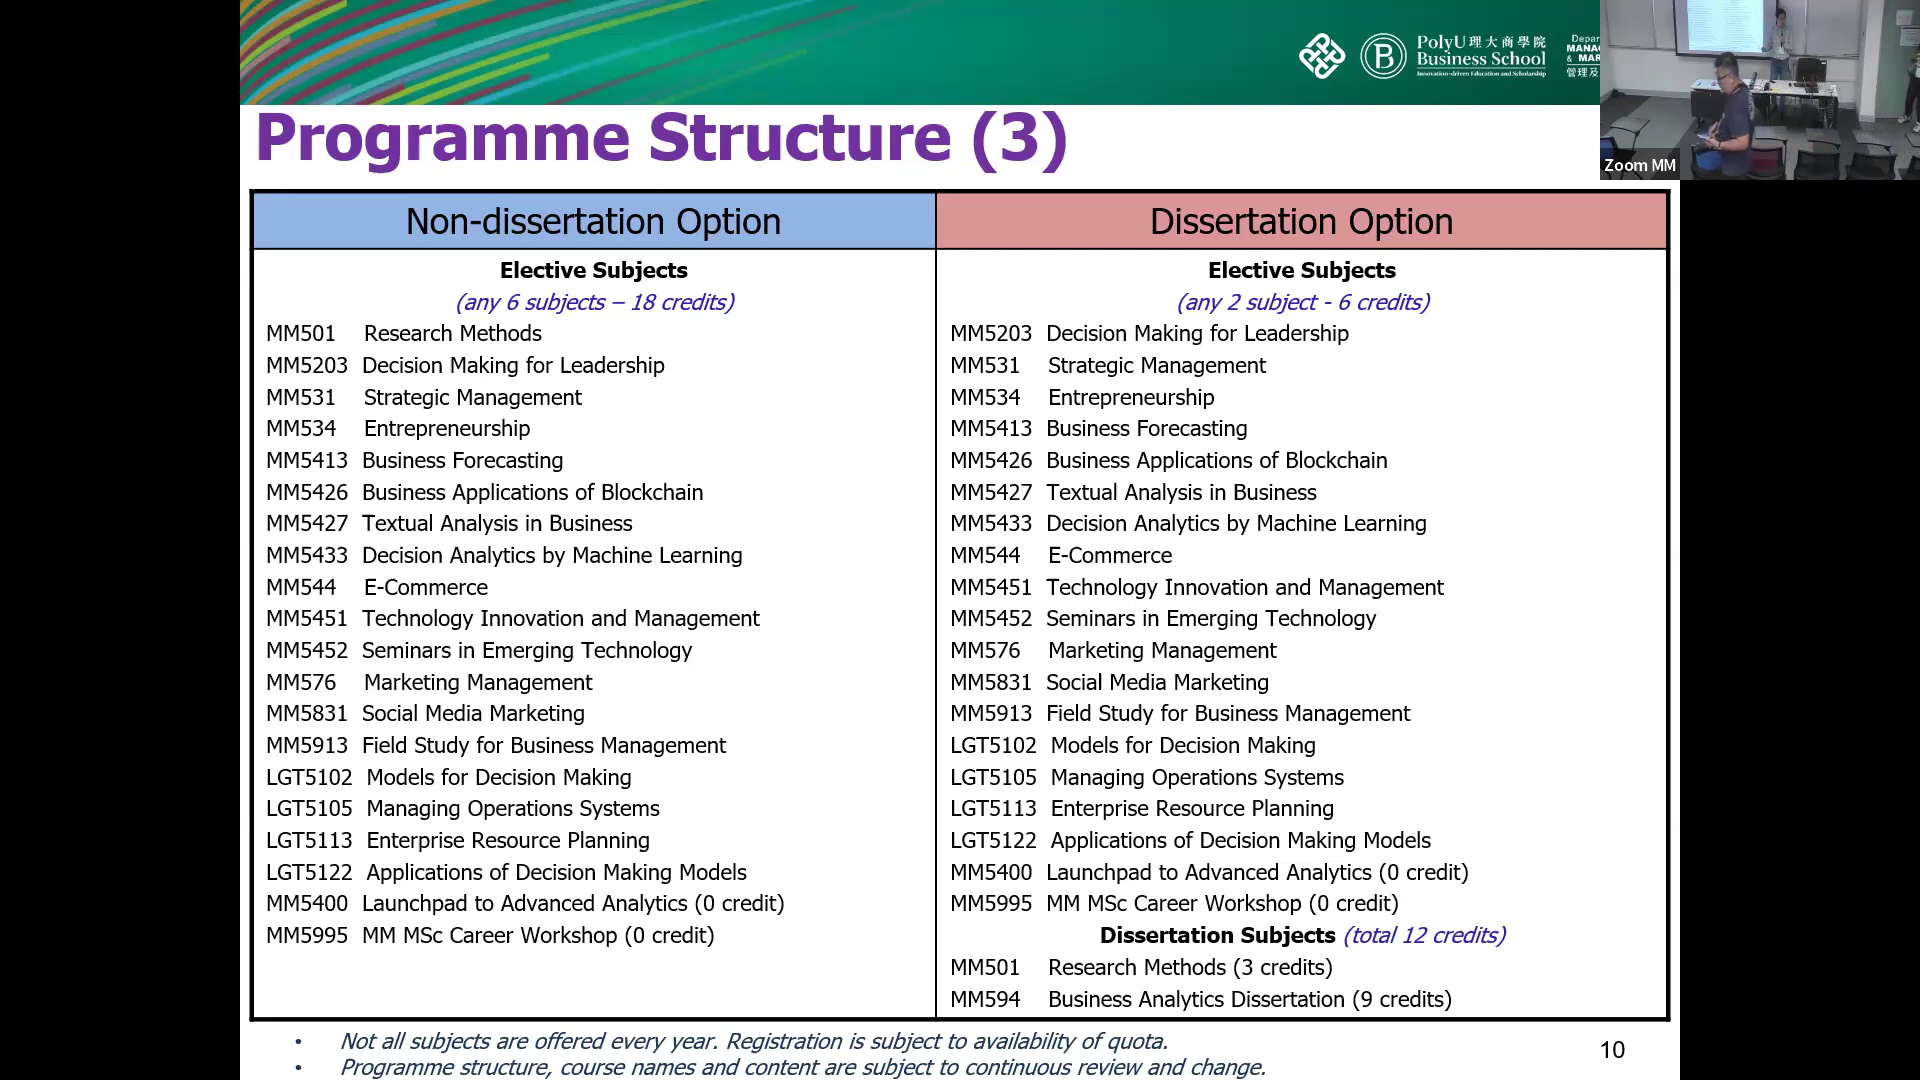 PolyU 理大商學院
Business School
Innovation-driven Education and Scholarship
Depar
MANA
& MAR
管理及
Zoom MM
Programme Structure (3)
Non-dissertation Option
Elective Subjects
(any 6 subjects – 18 credits)
MM501 Research Methods
MM5203 Decision Making for Leadership
MM531 Strategic Management
MM534 Entrepreneurship
MM5413 Business Forecasting
MM5426 Business Applications of Blockchain
MM5427 Textual Analysis in Business
MM5433 Decision Analytics by Machine Learning
MM544 E-Commerce
MM5451 Technology Innovation and Management
MM5452 Seminars in Emerging Technology
MM576 Marketing Management
MM5831 Social Media Marketing
MM5913 Field Study for Business Management
LGT5102 Models for Decision Making
LGT5105 Managing Operations Systems
LGT5113 Enterprise Resource Planning
LGT5122 Applications of Decision Making Models
MM5400 Launchpad to Advanced Analytics (0 credit)
MM5995 MM MSc Career Workshop (0 credit)
Dissertation Option
Elective Subjects
(any 2 subject - 6 credits)
MM5203 Decision Making for Leadership
MM531 Strategic Management
MM534 Entrepreneurship
MM5413 Business Forecasting
MM5426 Business Applications of Blockchain
MM5427 Textual Analysis in Business
MM5433 Decision Analytics by Machine Learning
MM544 E-Commerce
MM5451 Technology Innovation and Management
MM5452 Seminars in Emerging Technology
MM576 Marketing Management
MM5831 Social Media Marketing
MM5913 Field Study for Business Management
LGT5102 Models for Decision Making
LGT5105 Managing Operations Systems
LGT5113 Enterprise Resource Planning
LGT5122 Applications of Decision Making Models
MM5400 Launchpad to Advanced Analytics (0 credit)
MM5995 MM MSc Career Workshop (0 credit)
Dissertation Subjects (total 12 credits)
MM501 Research Methods (3 credits)
MM594 Business Analytics Dissertation (9 credits)
• Not all subjects are offered every year. Registration is subject to availability of quota.
• Programme structure, course names and content are subject to continuous review and change.
10